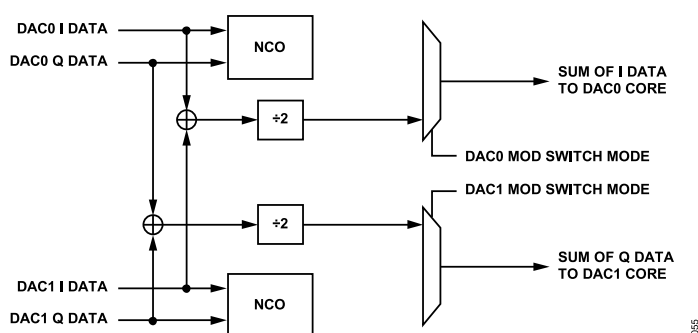 DAC0 I DATA
DAC0 Q DATA
NCO
÷2
SUM OF I DATA
TO DAC0 CORE
DAC0 MOD SWITCH MODE
DAC1 MOD SWITCH MODE
÷2
SUM OF Q DATA
TO DAC1 CORE
DAC1 I DATA
DAC1 Q DATA
NCO